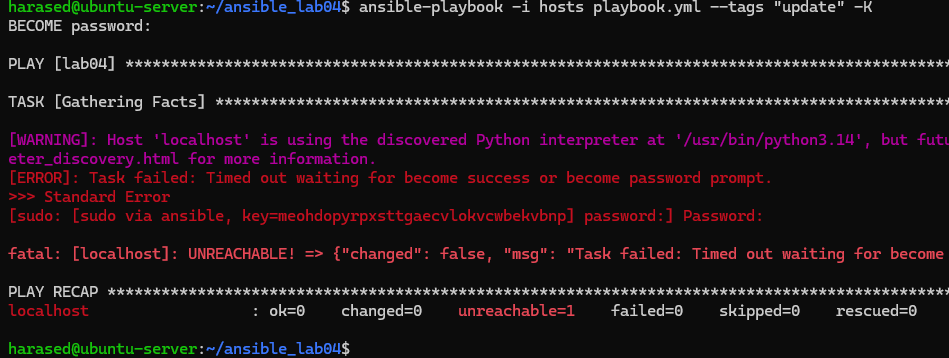 harased@ubuntu-server:~/ansible_lab04$ ansible-playbook -i hosts playbook.yml --tags "update" -K
BECOME password:
PLAY [lab04] ********************************************************************************************
TASK [Gathering Facts] **********************************************************************************
[WARNING]: Host 'localhost' is using the discovered Python interpreter at '/usr/bin/python3.14', but futu
eter_discovery.html for more information.
[ERROR]: Task failed: Timed out waiting for become success or become password prompt.
>>> Standard Error
[sudo: [sudo via ansible, key=meohdopyrpxsttgaecvlokvcwbekvbnp] password:] Password:
fatal: [localhost]: UNREACHABLE! => {"changed": false, "msg": "Task failed: Timed out waiting for become
PLAY RECAP **********************************************************************************************
localhost                  : ok=0    changed=0    unreachable=1    failed=0    skipped=0    rescued=0
harased@ubuntu-server:~/ansible_lab04$